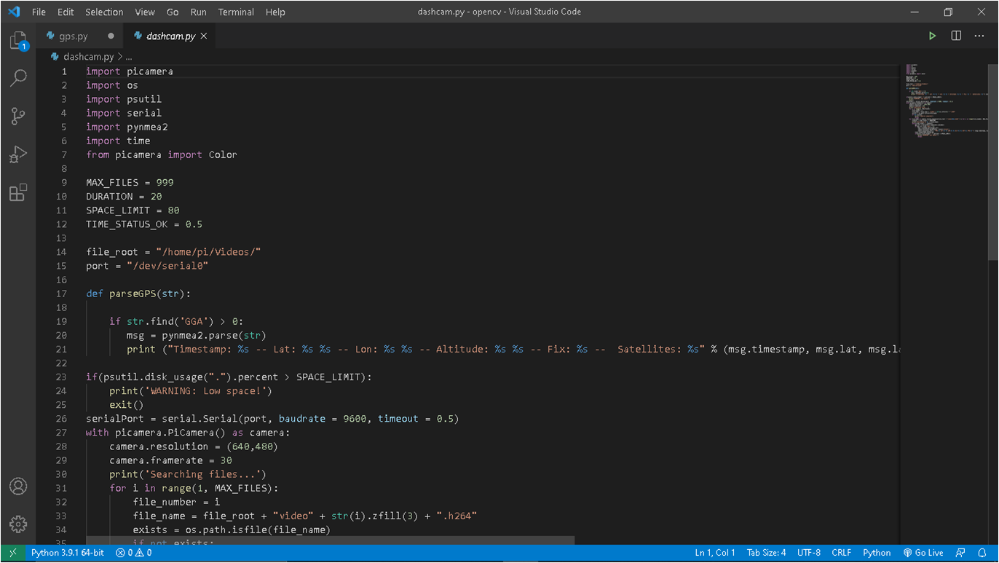 File Edit Selection View Go Run Terminal Help dashcam.py - opencv - Visual Studio Code
gps.py dashcam.py
dashcam.py > ...
1 import picamera
2 import os
3 import psutil
4 import serial
5 import pynmea2
6 import time
7 from picamera import Color
8
9 MAX_FILES = 999
10 DURATION = 20
11 SPACE_LIMIT = 80
12 TIME_STATUS_OK = 0.5
13
14 file_root = "/home/pi/Videos/"
15 port = "/dev/serial0"
16
17 def parseGPS(str):
18
19     if str.find('GGA') > 0:
20        msg = pynmea2.parse(str)
21        print ("Timestamp: %s -- Lat: %s %s -- Lon: %s %s -- Altitude: %s %s -- Fix: %s --  Satellites: %s" % (msg.timestamp, msg.lat, msg.la
22
23 if(psutil.disk_usage(".").percent > SPACE_LIMIT):
24     print('WARNING: Low space!')
25     exit()
26 serialPort = serial.Serial(port, baudrate = 9600, timeout = 0.5)
27 with picamera.PiCamera() as camera:
28     camera.resolution = (640,480)
29     camera.framerate = 30
30     print('Searching files...')
31     for i in range(1, MAX_FILES):
32         file_number = i
33         file_name = file_root + "video" + str(i).zfill(3) + ".h264"
34         exists = os.path.isfile(file_name)
35         if not exists:
1
Python 3.9.1 64-bit 0 0 Ln 1, Col 1 Tab Size: 4 UTF-8 CRLF Python Go Live